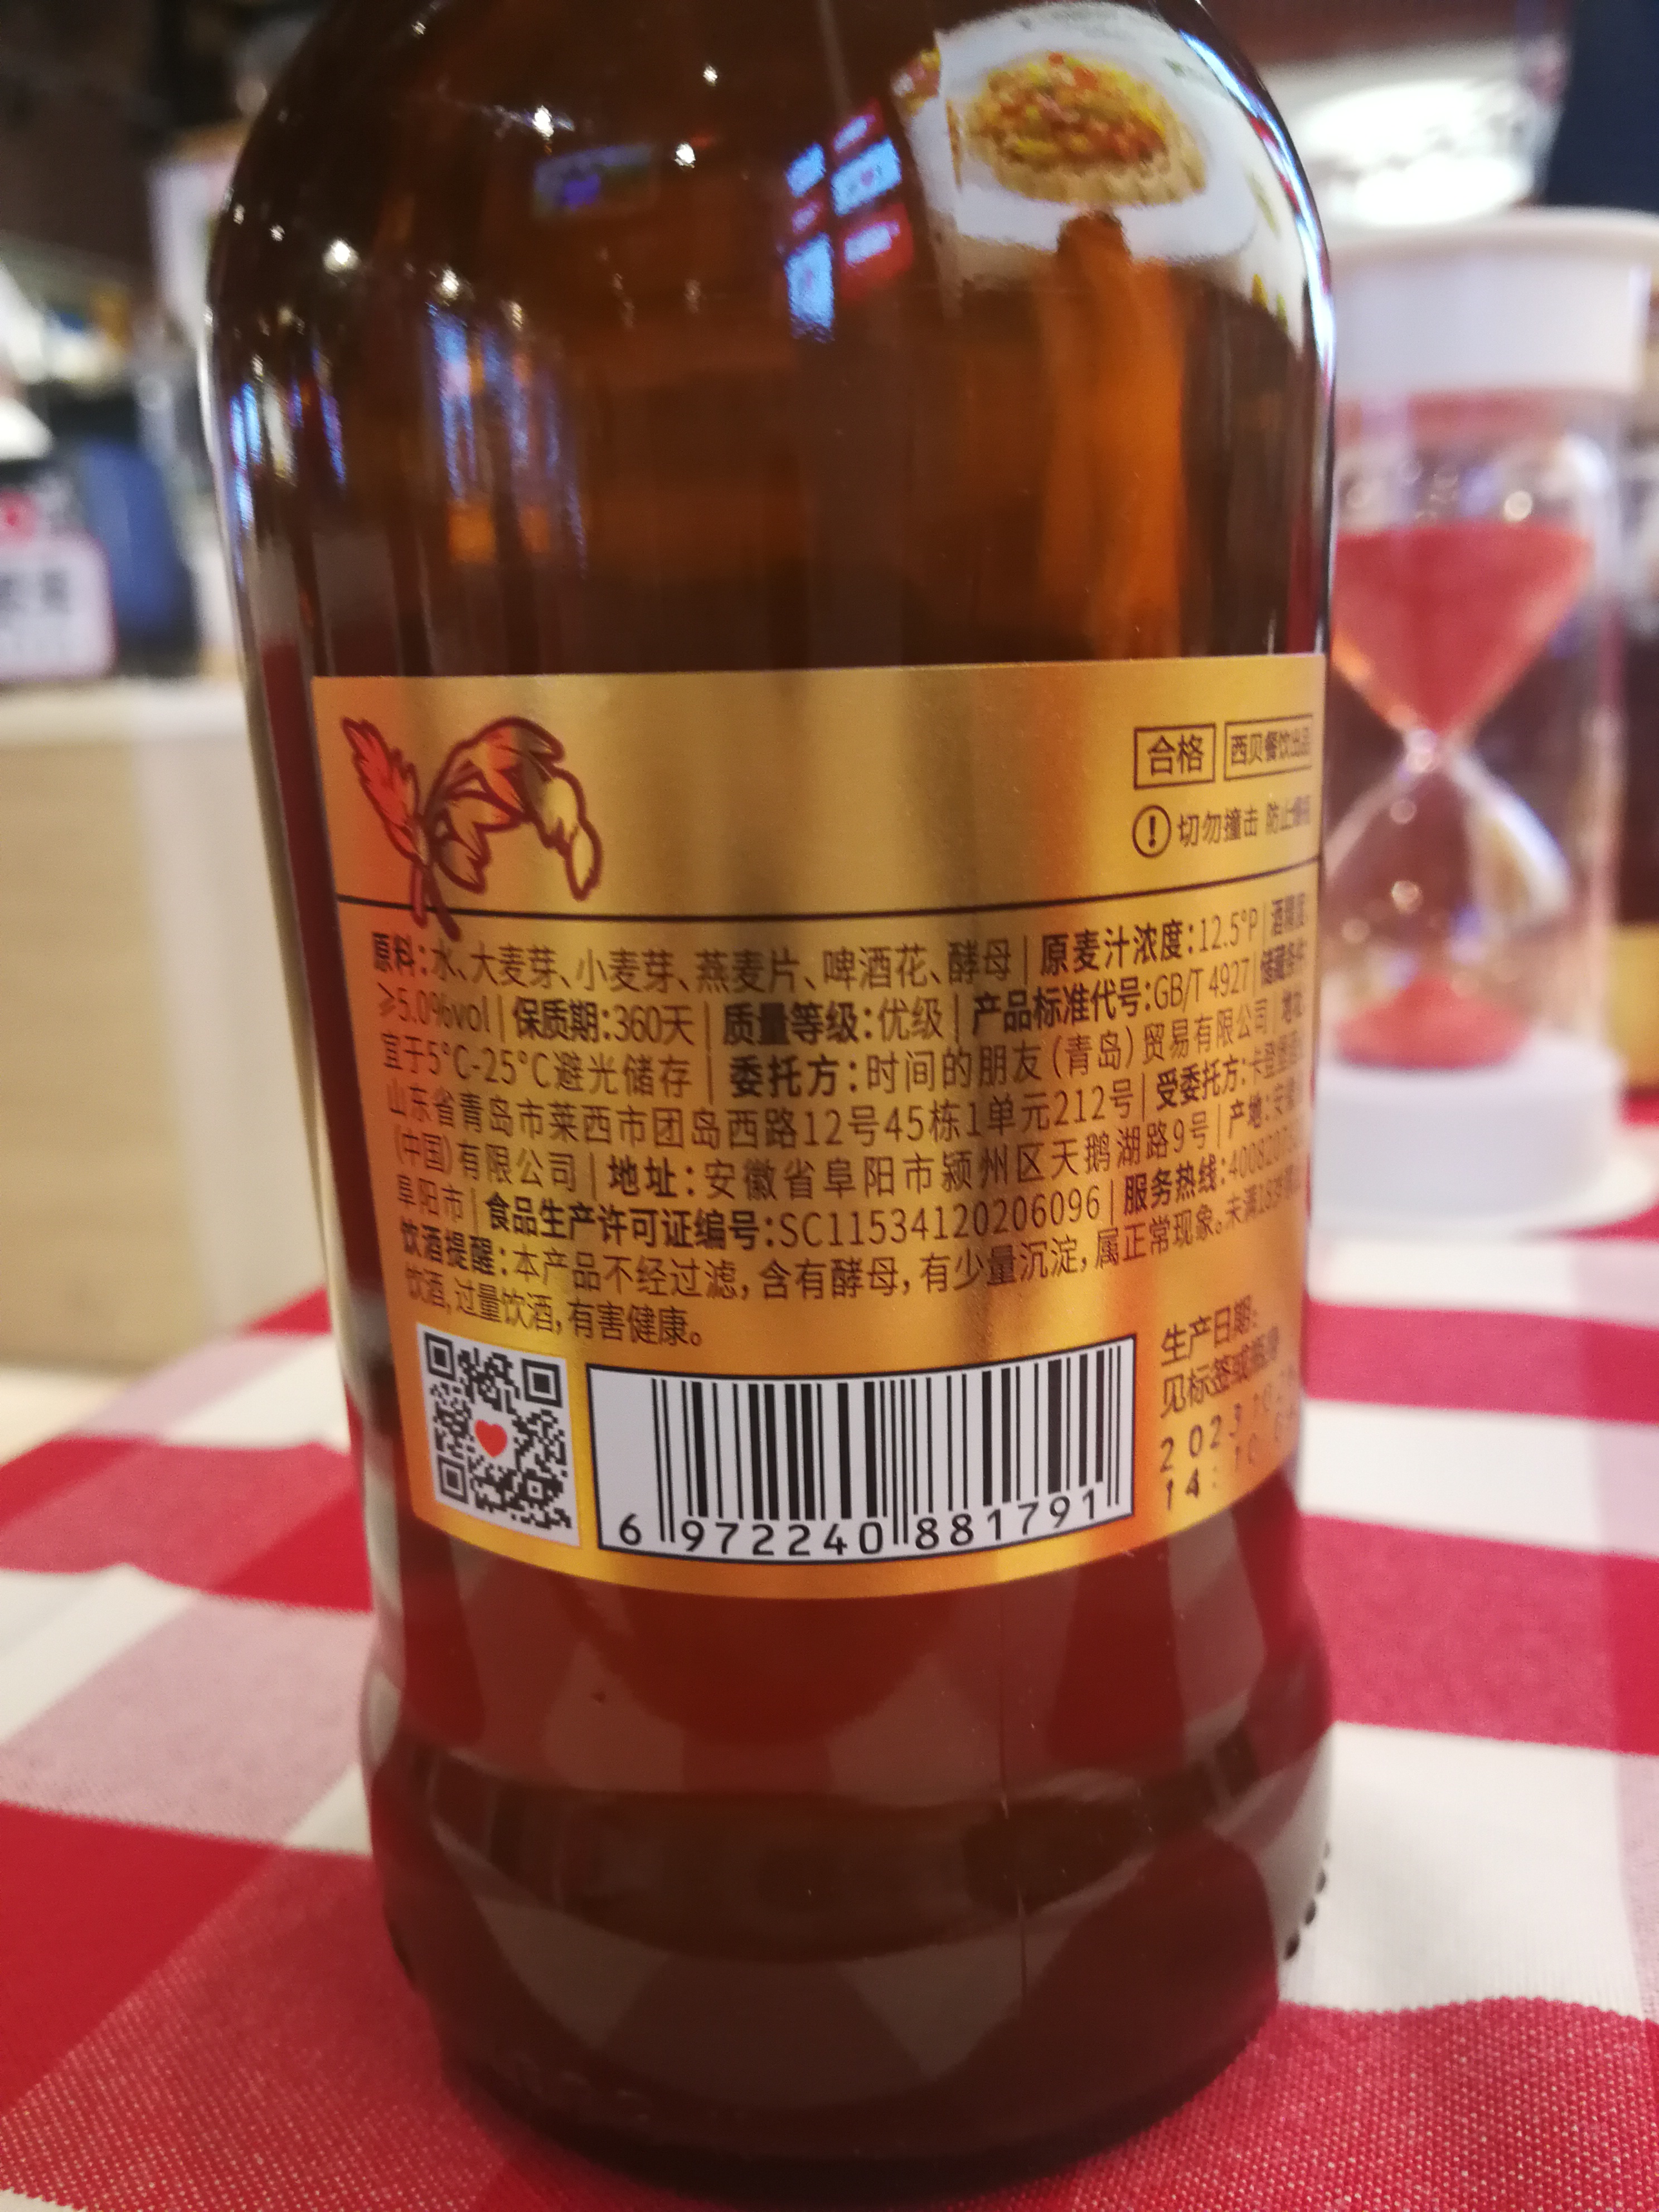 合格 西贝餐饮出品
切勿撞击 防止爆瓶
原料:水、大麦芽、小麦芽、燕麦片、啤酒花、酵母|原麦汁浓度:12.5°P|酒精度:
≥5.0%vol|保质期:360天|质量等级:优级|产品标准代号:GB/T 4927|储藏条件:
宜于5°C-25°C避光储存|委托方:时间的朋友(青岛)贸易有限公司|地址:
山东省青岛市莱西市团岛西路12号45栋1单元212号|受委托方:卡登堡
(中国)有限公司|地址:安徽省阜阳市颍州区天鹅湖路9号|产地:安徽
阜阳市|食品生产许可证编号:SC11534120206096|服务热线:4008207
饮酒提醒:本产品不经过滤,含有酵母,有少量沉淀,属正常现象。未满18岁
饮酒,过量饮酒,有害健康。
生产日期:
见标签或瓶身
2023
14:
6 972240 881791